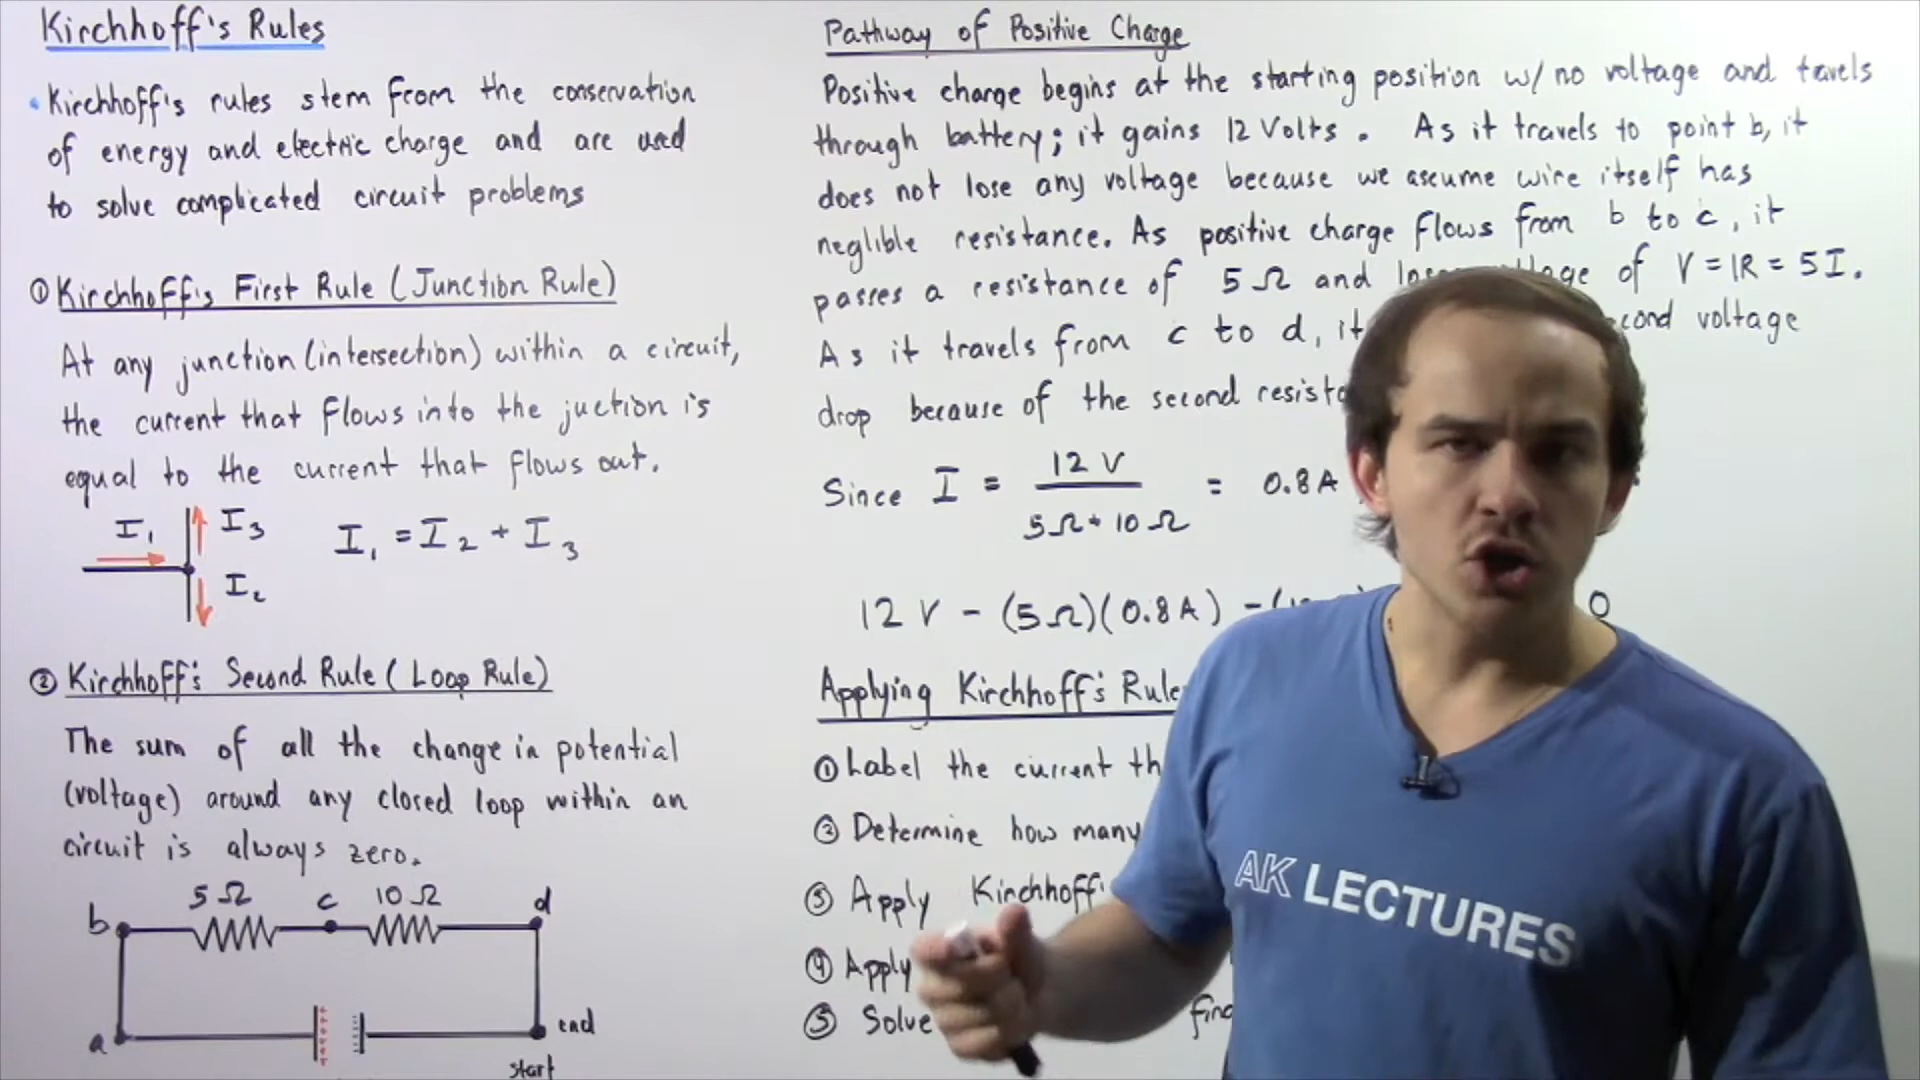 Kirchhoff's Rules
Kirchhoff's rules stem from the conservation
of energy and electric charge and are used
to solve complicated circuit problems
① Kirchhoff's First Rule (Junction Rule)
At any junction (intersection) within a circuit,
the current that flows into the juction is
equal to the current that flows out.
I₁ I₃ I₁ = I₂ + I₃
I₂
② Kirchhoff's Second Rule (Loop Rule)
The sum of all the change in potential
(voltage) around any closed loop within an
circuit is always zero.
5Ω c 10Ω d
b
a end
start
Pathway of Positive Charge
Positive charge begins at the starting position w/ no voltage and tavels
through battery; it gains 12 Volts. As it travels to point b, it
does not lose any voltage because we assume wire itself has
neglible resistance. As positive charge flows from b to c, it
passes a resistance of 5Ω and of V = IR = 5I.
As it travels from c to d, it voltage
drop because of the second
Since I = 12 V / 5Ω + 10Ω = 0.8A
12 V - (5Ω)(0.8A) - 0
Applying Kirchhoff's
① Label the current
② Determine how many
③ Apply
④ Apply
⑤ Solve
AK LECTURES